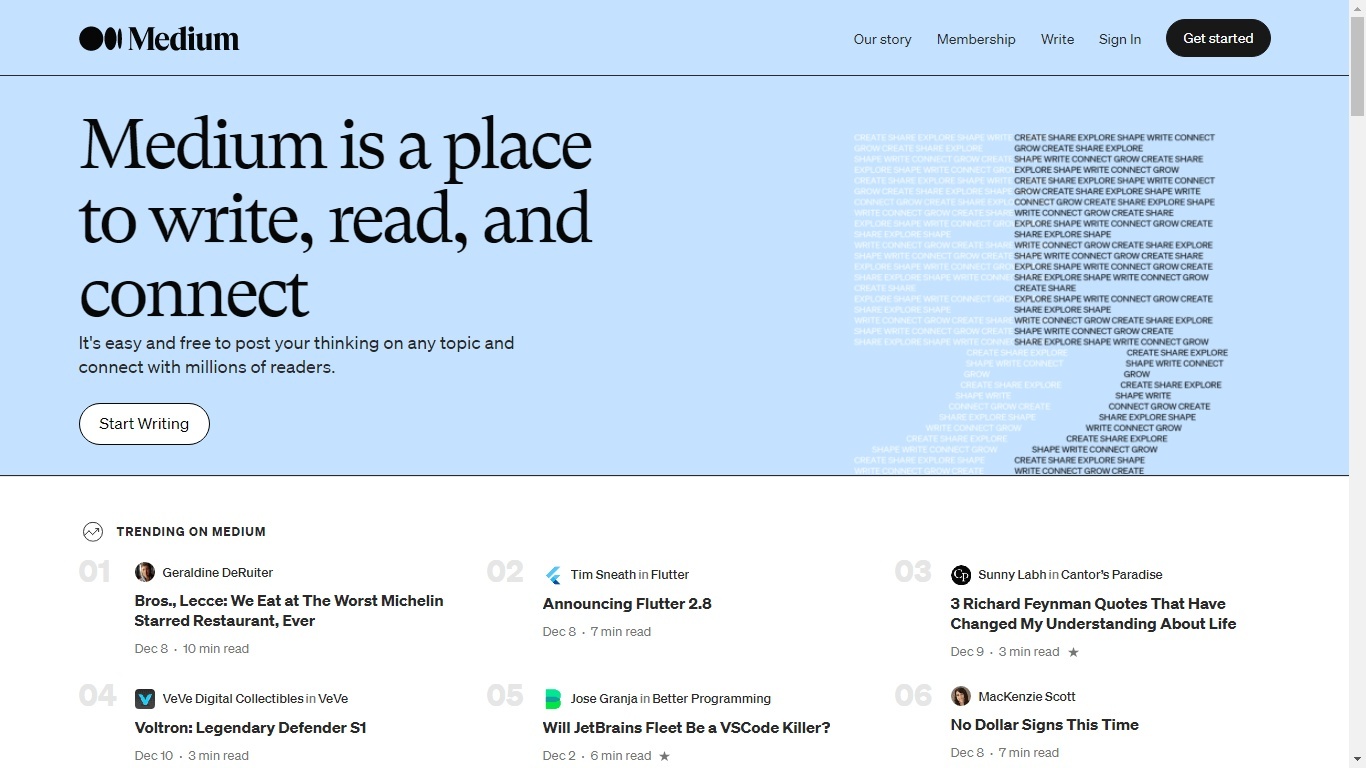 Medium
Our story
Membership
Write
Sign In
Get started
Medium is a place
to write, read, and
connect
It's easy and free to post your thinking on any topic and
connect with millions of readers.
Start Writing
CREATE SHARE EXPLORE SHAPE WRITE CONNECT
GROW CREATE SHARE EXPLORE
SHAPE WRITE CONNECT GROW CREATE SHARE
EXPLORE SHAPE WRITE CONNECT GROW
CREATE SHARE EXPLORE SHAPE WRITE CONNECT
GROW CREATE SHARE EXPLORE SHAPE WRITE
CONNECT GROW CREATE SHARE EXPLORE SHAPE
WRITE CONNECT GROW CREATE SHARE
EXPLORE SHAPE WRITE CONNECT GROW CREATE
SHARE EXPLORE SHAPE
WRITE CONNECT GROW CREATE SHARE EXPLORE
SHAPE WRITE CONNECT GROW CREATE SHARE
EXPLORE SHAPE WRITE CONNECT GROW CREATE
SHARE EXPLORE SHAPE WRITE CONNECT GROW
CREATE SHARE
EXPLORE SHAPE WRITE CONNECT GROW CREATE
SHARE EXPLORE SHAPE
WRITE CONNECT GROW CREATE SHARE EXPLORE
SHAPE WRITE CONNECT GROW CREATE
SHARE EXPLORE SHAPE WRITE CONNECT GROW
CREATE SHARE EXPLORE
SHAPE WRITE CONNECT
GROW
CREATE SHARE EXPLORE
SHAPE WRITE
CONNECT GROW CREATE
SHARE EXPLORE SHAPE
WRITE CONNECT GROW
CREATE SHARE EXPLORE
SHAPE WRITE CONNECT GROW
CREATE SHARE EXPLORE SHAPE
WRITE CONNECT GROW CREATE
TRENDING ON MEDIUM
01
Geraldine DeRuiter
Bros., Lecce: We Eat at The Worst Michelin
Starred Restaurant, Ever
Dec 8 · 10 min read
02
Tim Sneath in Flutter
Announcing Flutter 2.8
Dec 8 · 7 min read
03
Cp
Sunny Labh in Cantor's Paradise
3 Richard Feynman Quotes That Have
Changed My Understanding About Life
Dec 9 · 3 min read ★
04
VeVe Digital Collectibles in VeVe
Voltron: Legendary Defender S1
Dec 10 · 3 min read
05
Jose Granja in Better Programming
Will JetBrains Fleet Be a VSCode Killer?
Dec 2 · 6 min read ★
06
MacKenzie Scott
No Dollar Signs This Time
Dec 8 · 7 min read